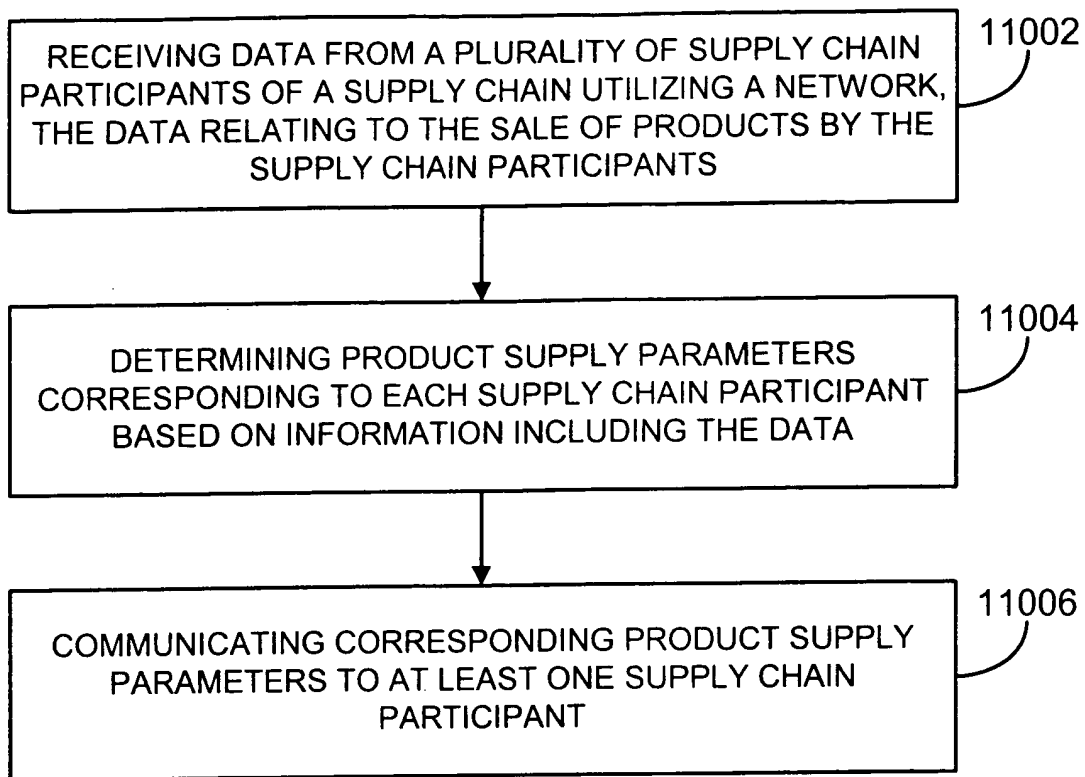 RECEIVING DATA FROM A PLURALITY OF SUPPLY CHAIN
PARTICIPANTS OF A SUPPLY CHAIN UTILIZING A NETWORK,
THE DATA RELATING TO THE SALE OF PRODUCTS BY THE
SUPPLY CHAIN PARTICIPANTS
11002
DETERMINING PRODUCT SUPPLY PARAMETERS
CORRESPONDING TO EACH SUPPLY CHAIN PARTICIPANT
BASED ON INFORMATION INCLUDING THE DATA
11004
COMMUNICATING CORRESPONDING PRODUCT SUPPLY
PARAMETERS TO AT LEAST ONE SUPPLY CHAIN
PARTICIPANT
11006